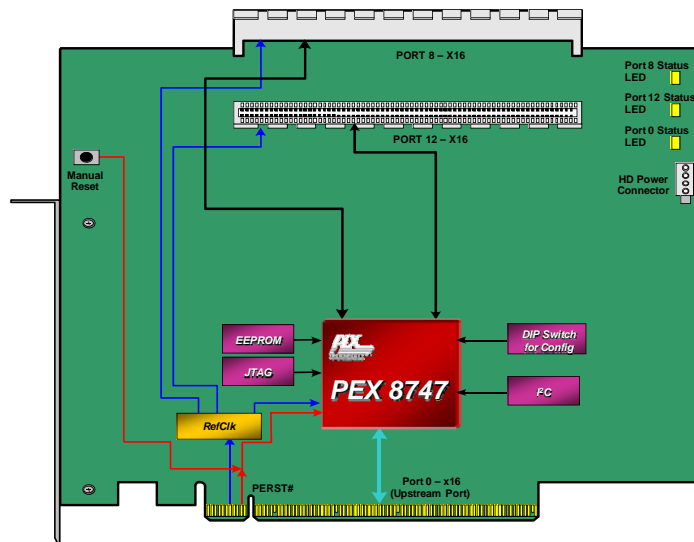 PORT 8 – X16
Port 8 Status
LED
Port 12 Status
LED
PORT 12 – X16
Port 0 Status
LED
Manual
Reset
HD Power
Connector
EEPROM
JTAG
PLX
TECHNOLOGY
PEX 8747
DIP Switch
for Config
I²C
RefClk
PERST#
Port 0 – x16
(Upstream Port)